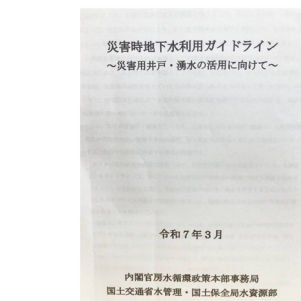 災害時地下水利用ガイドライン
～災害用井戸・湧水の活用に向けて～
令和７年３月
内閣官房水循環政策本部事務局
国土交通省水管理・国土保全局水資源部